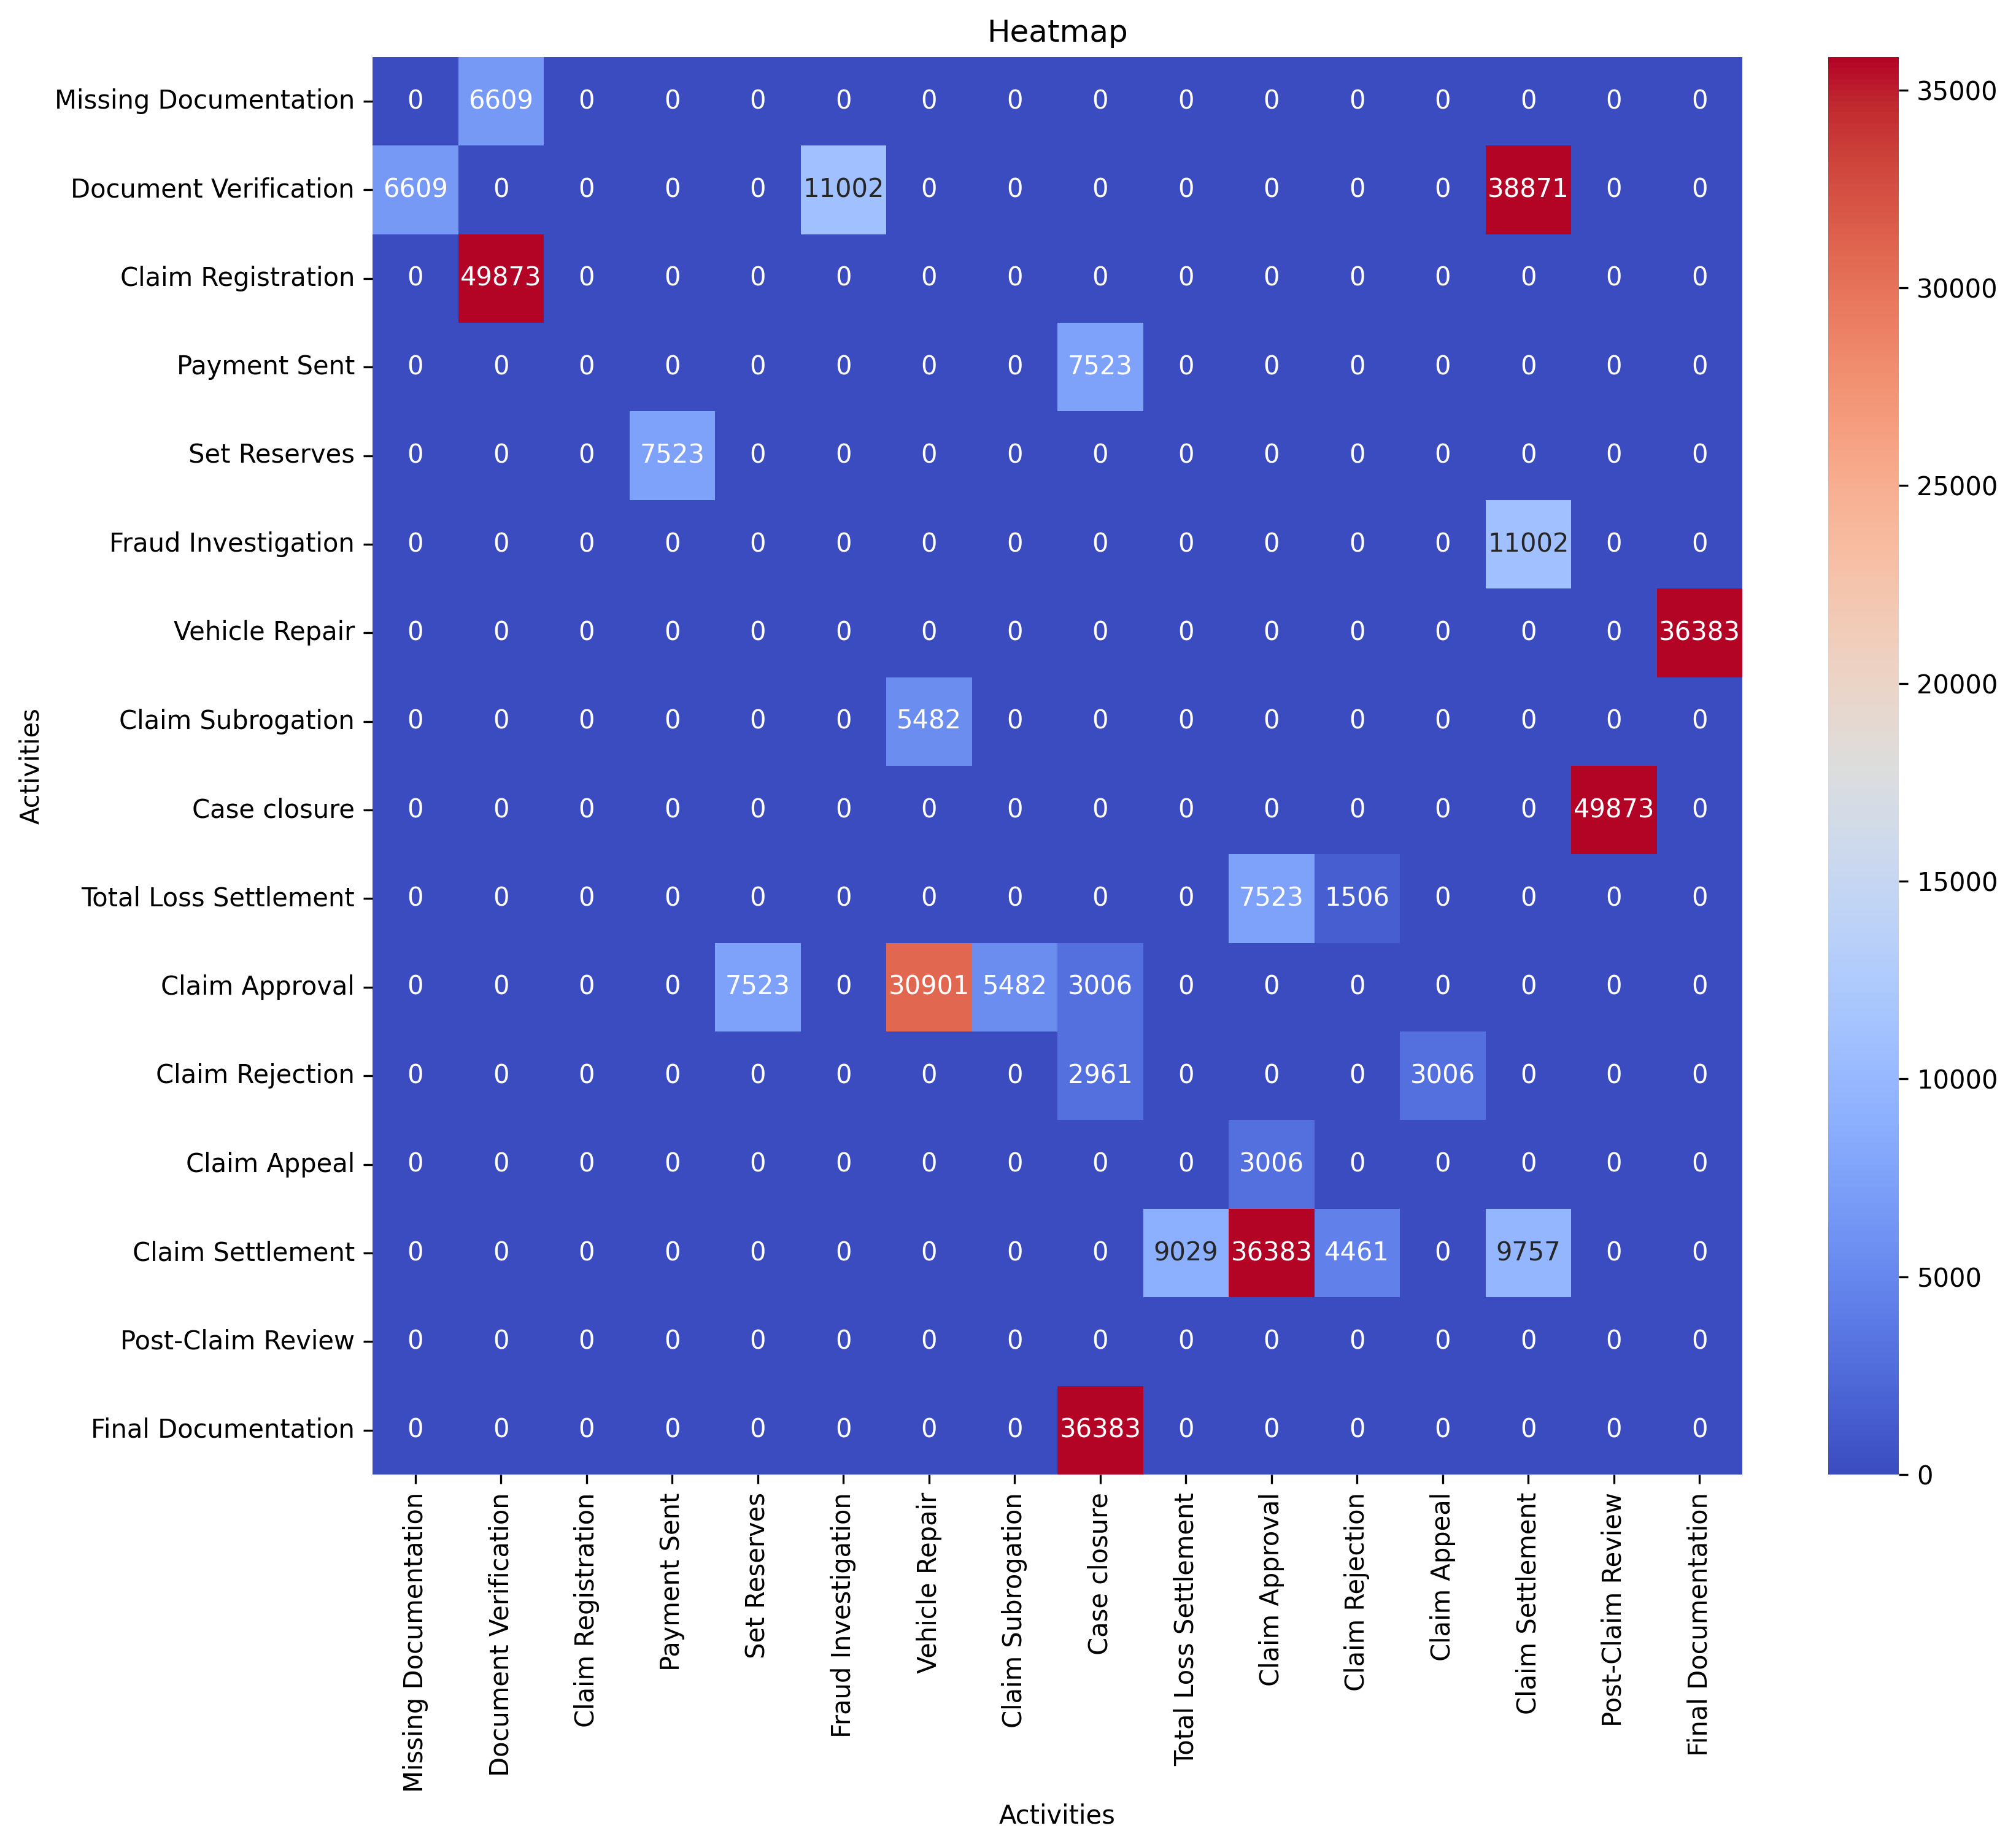 Heatmap
Missing Documentation 0 6609 0 0 0 0 0 0 0 0 0 0 0 0 0 0
Document Verification 6609 0 0 0 0 11002 0 0 0 0 0 0 0 38871 0 0
Claim Registration 0 49873 0 0 0 0 0 0 0 0 0 0 0 0 0 0
Payment Sent 0 0 0 0 0 0 0 0 7523 0 0 0 0 0 0 0
Set Reserves 0 0 0 7523 0 0 0 0 0 0 0 0 0 0 0 0
Fraud Investigation 0 0 0 0 0 0 0 0 0 0 0 0 0 11002 0 0
Vehicle Repair 0 0 0 0 0 0 0 0 0 0 0 0 0 0 0 36383
Claim Subrogation 0 0 0 0 0 0 5482 0 0 0 0 0 0 0 0 0
Case closure 0 0 0 0 0 0 0 0 0 0 0 0 0 0 49873 0
Total Loss Settlement 0 0 0 0 0 0 0 0 0 0 7523 1506 0 0 0 0
Claim Approval 0 0 0 0 7523 0 30901 5482 3006 0 0 0 0 0 0 0
Claim Rejection 0 0 0 0 0 0 0 0 2961 0 0 0 3006 0 0 0
Claim Appeal 0 0 0 0 0 0 0 0 0 0 3006 0 0 0 0 0
Claim Settlement 0 0 0 0 0 0 0 0 0 9029 36383 4461 0 9757 0 0
Post-Claim Review 0 0 0 0 0 0 0 0 0 0 0 0 0 0 0 0
Final Documentation 0 0 0 0 0 0 0 0 36383 0 0 0 0 0 0 0
Activities
Missing Documentation
Document Verification
Claim Registration
Payment Sent
Set Reserves
Fraud Investigation
Vehicle Repair
Claim Subrogation
Case closure
Total Loss Settlement
Claim Approval
Claim Rejection
Claim Appeal
Claim Settlement
Post-Claim Review
Final Documentation
Activities
35000
30000
25000
20000
15000
10000
5000
0